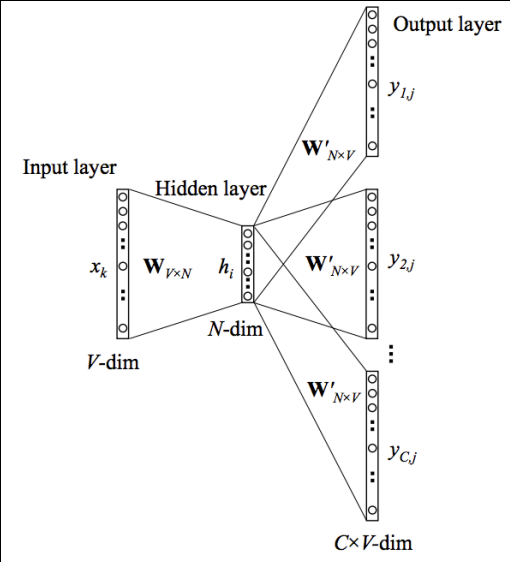 Output layer
y1,j
W'N×V
Input layer
Hidden layer
xk
WV×N
hi
W'N×V
y2,j
N-dim
V-dim
W'N×V
yC,j
C×V-dim